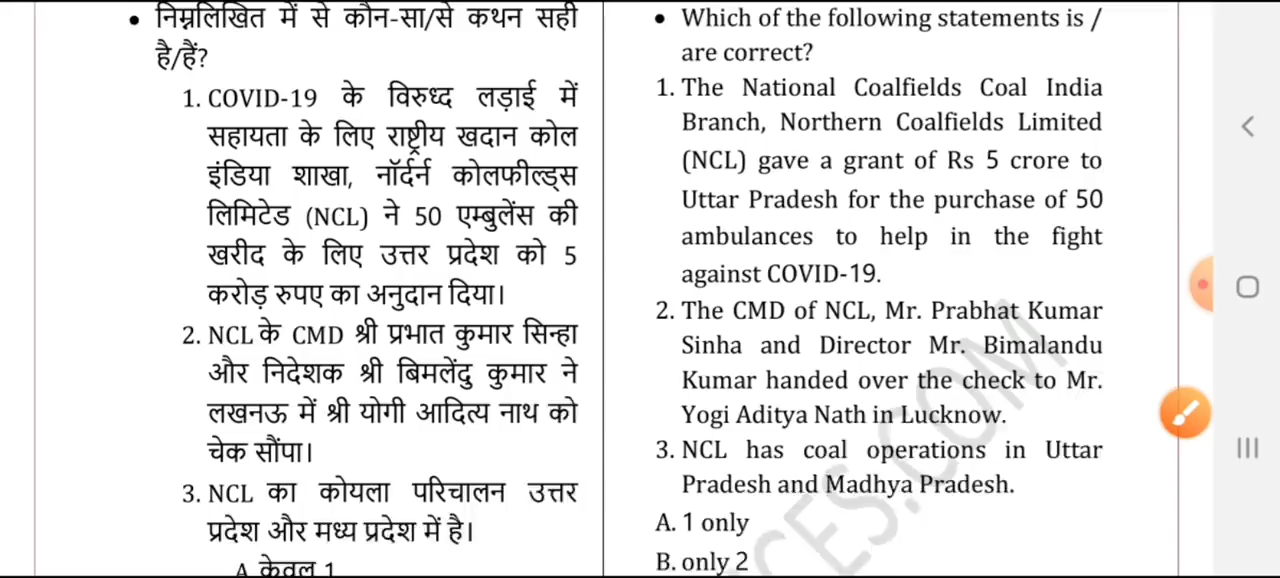 • निम्नलिखित में से कौन-सा/से कथन सही
है/हैं?
1. COVID-19 के विरुध्द लड़ाई में
सहायता के लिए राष्ट्रीय खदान कोल
इंडिया शाखा, नॉर्दर्न कोलफील्ड्स
लिमिटेड (NCL) ने 50 एम्बुलेंस की
खरीद के लिए उत्तर प्रदेश को 5
करोड़ रुपए का अनुदान दिया।
2. NCL के CMD श्री प्रभात कुमार सिन्हा
और निदेशक श्री बिमलेंदु कुमार ने
लखनऊ में श्री योगी आदित्य नाथ को
चेक सौंपा।
3. NCL का कोयला परिचालन उत्तर
प्रदेश और मध्य प्रदेश में है।
A. केवल 1
• Which of the following statements is /
are correct?
1. The National Coalfields Coal India
Branch, Northern Coalfields Limited
(NCL) gave a grant of Rs 5 crore to
Uttar Pradesh for the purchase of 50
ambulances to help in the fight
against COVID-19.
2. The CMD of NCL, Mr. Prabhat Kumar
Sinha and Director Mr. Bimalandu
Kumar handed over the check to Mr.
Yogi Aditya Nath in Lucknow.
3. NCL has coal operations in Uttar
Pradesh and Madhya Pradesh.
A. 1 only
B. only 2
CES.COM